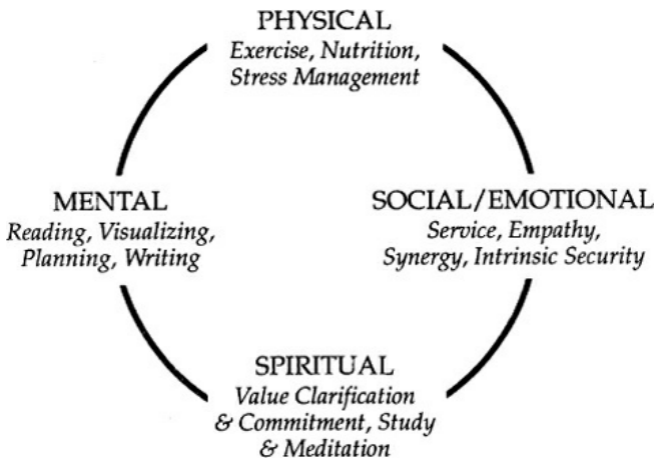 PHYSICAL
Exercise, Nutrition,
Stress Management
MENTAL
Reading, Visualizing,
Planning, Writing
SOCIAL/EMOTIONAL
Service, Empathy,
Synergy, Intrinsic Security
SPIRITUAL
Value Clarification
& Commitment, Study
& Meditation